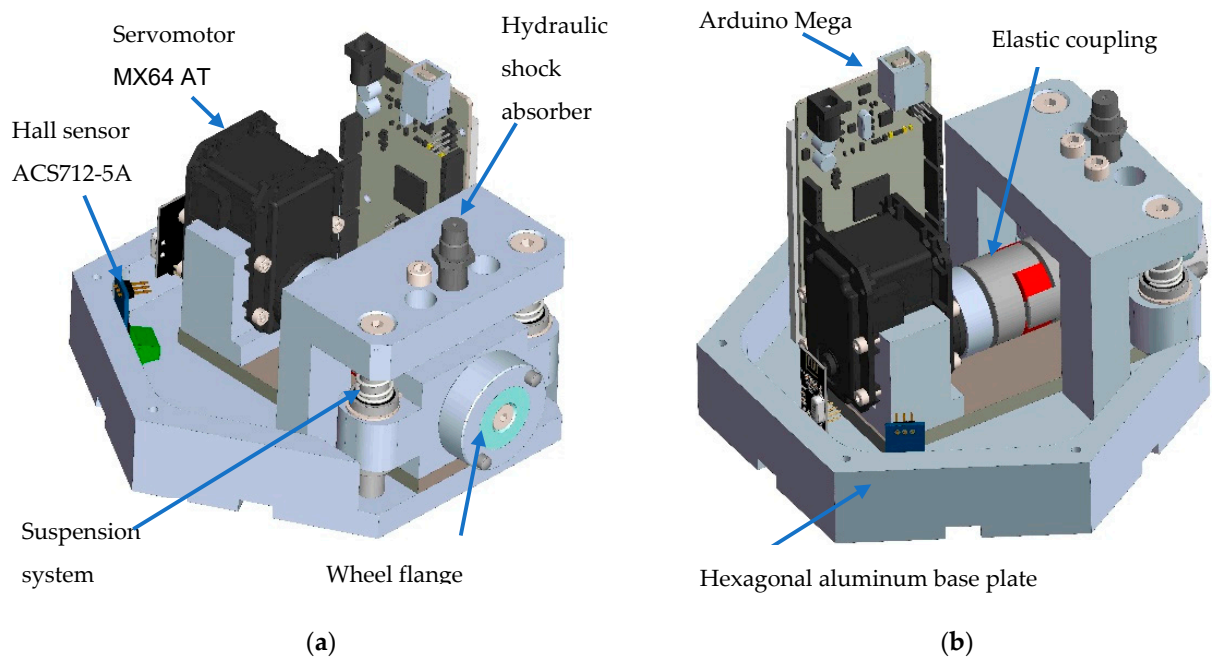 Servomotor
MX64 AT
Hall sensor
ACS712-5A
Hydraulic
shock
absorber
Suspension
system
Wheel flange
(a)
Arduino Mega
Elastic coupling
Hexagonal aluminum base plate
(b)